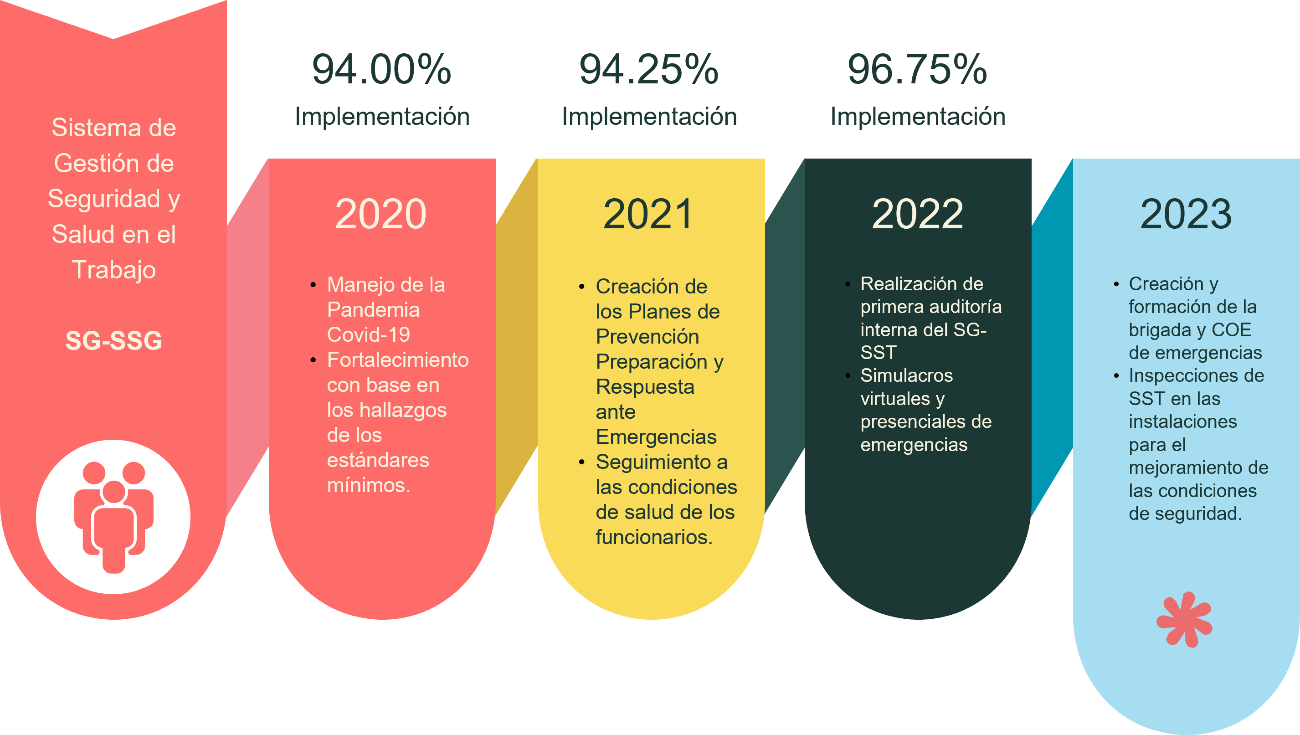 Sistema de
Gestión de
Seguridad y
Salud en el
Trabajo
SG-SSG
94.00%
Implementación
2020
• Manejo de la
Pandemia
Covid-19
• Fortalecimiento
con base en
los hallazgos
de los
estándares
mínimos.
94.25%
Implementación
2021
• Creación de
los Planes de
Prevención
Preparación y
Respuesta
ante
Emergencias
• Seguimiento a
las condiciones
de salud de los
funcionarios.
96.75%
Implementación
2022
• Realización de
primera auditoría
interna del SG-
SST
• Simulacros
virtuales y
presenciales de
emergencias
2023
• Creación y
formación de la
brigada y COE
de emergencias
• Inspecciones de
SST en las
instalaciones
para el
mejoramiento de
las condiciones
de seguridad.